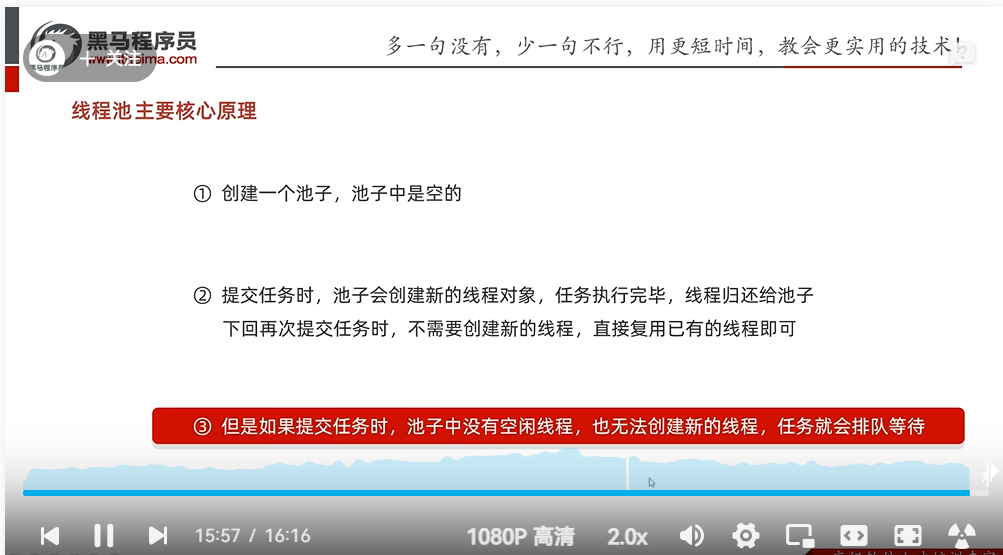 黑马程序员
www.itheima.com
+ 关注
多一句没有，少一句不行，用更短时间，教会更实用的技术！
?
线程池主要核心原理
① 创建一个池子，池子中是空的
② 提交任务时，池子会创建新的线程对象，任务执行完毕，线程归还给池子
下回再次提交任务时，不需要创建新的线程，直接复用已有的线程即可
③ 但是如果提交任务时，池子中没有空闲线程，也无法创建新的线程，任务就会排队等待
15:57 / 16:16
1080P 高清
2.0x